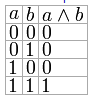 a b a ∧ b
0 0 0
0 1 0
1 0 0
1 1 1